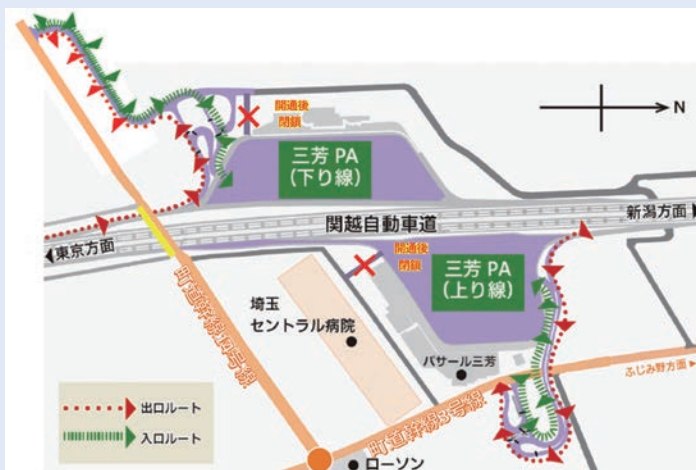 開通後
閉鎖
N
三芳 PA
(下り線)
関越自動車道
新潟方面
東京方面
開通後
閉鎖
三芳 PA
(上り線)
町道幹線12号線
埼玉
セントラル病院
パサール三芳
ふじみ野方面
町道幹線3号線
出口ルート
入口ルート
ローソン